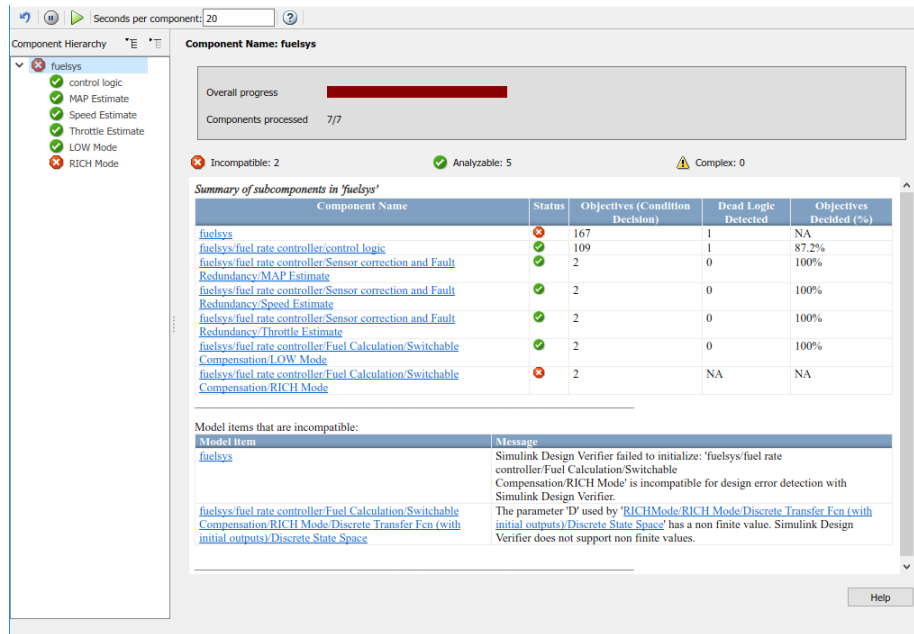 Seconds per component: 20
Component Hierarchy
Component Name: fuelsys
fuelsys
control logic
MAP Estimate
Speed Estimate
Throttle Estimate
LOW Mode
RICH Mode
Overall progress
Components processed 7/7
Incompatible: 2 Analyzable: 5 Complex: 0
Summary of subcomponents in 'fuelsys'
Component Name Status Objectives (Condition Decision) Dead Logic Detected Objectives Decided (%)
fuelsys 167 1 NA
fuelsys/fuel rate controller/control logic 109 1 87.2%
fuelsys/fuel rate controller/Sensor correction and Fault 2 0 100%
Redundancy/MAP Estimate
fuelsys/fuel rate controller/Sensor correction and Fault 2 0 100%
Redundancy/Speed Estimate
fuelsys/fuel rate controller/Sensor correction and Fault 2 0 100%
Redundancy/Throttle Estimate
fuelsys/fuel rate controller/Fuel Calculation/Switchable 2 0 100%
Compensation/LOW Mode
fuelsys/fuel rate controller/Fuel Calculation/Switchable 2 NA NA
Compensation/RICH Mode
Model items that are incompatible:
Model item Message
fuelsys
Simulink Design Verifier failed to initialize: 'fuelsys/fuel rate
controller/Fuel Calculation/Switchable
Compensation/RICH Mode' is incompatible for design error detection with
Simulink Design Verifier.
fuelsys/fuel rate controller/Fuel Calculation/Switchable
Compensation/RICH Mode/Discrete Transfer Fcn (with
initial outputs)/Discrete State Space
The parameter 'D' used by 'RICHMode/RICH Mode/Discrete Transfer Fcn (with
initial outputs)/Discrete State Space' has a non finite value. Simulink Design
Verifier does not support non finite values.
Help